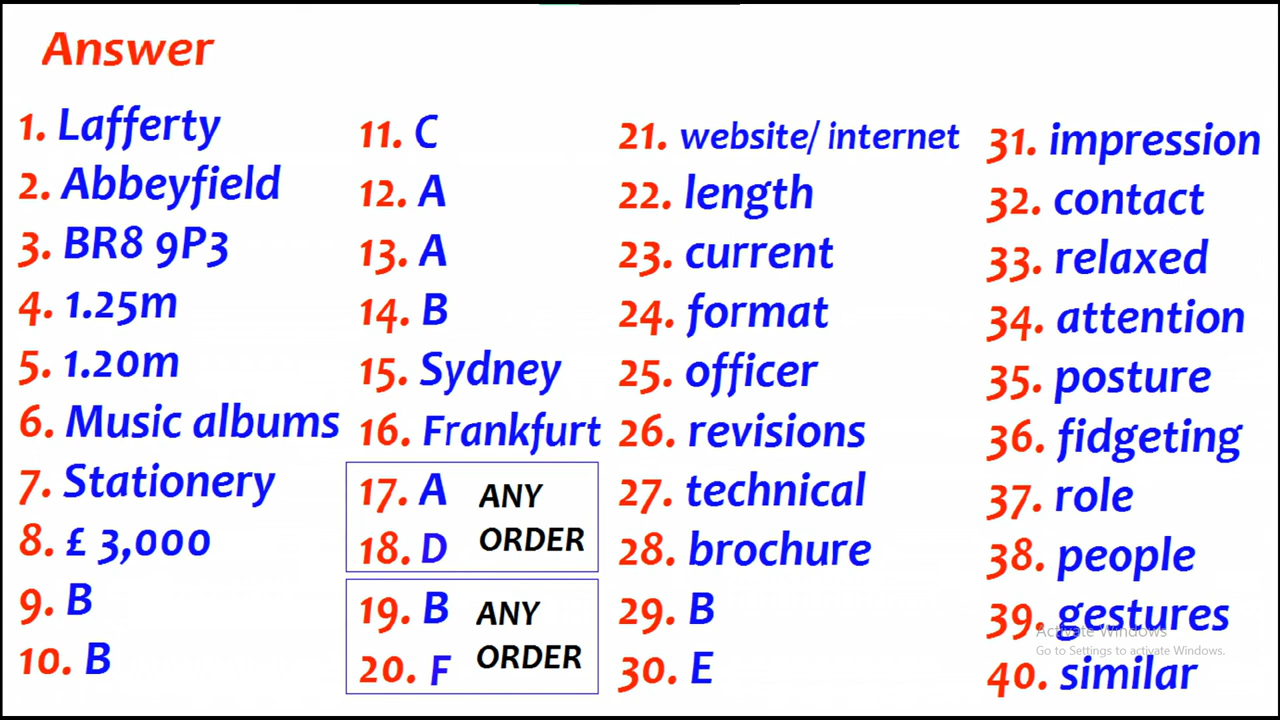 Answer
1. Lafferty
2. Abbeyfield
3. BR8 9P3
4. 1.25m
5. 1.20m
6. Music albums
7. Stationery
8. £ 3,000
9. B
10. B
11. C
12. A
13. A
14. B
15. Sydney
16. Frankfurt
17. A
18. D
ANY
ORDER
19. B
20. F
ANY
ORDER
21. website/ internet
22. length
23. current
24. format
25. officer
26. revisions
27. technical
28. brochure
29. B
30. E
31. impression
32. contact
33. relaxed
34. attention
35. posture
36. fidgeting
37. role
38. people
39. gestures
40. similar
Activate Windows
Go to Settings to activate Windows.